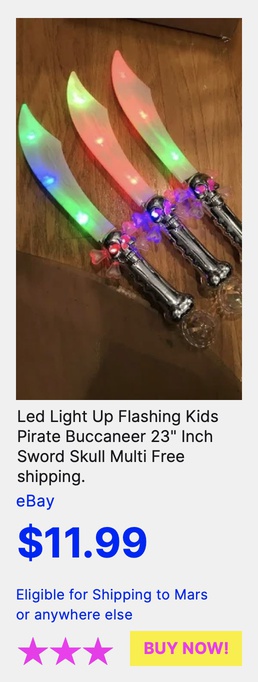 Led Light Up Flashing Kids
Pirate Buccaneer 23" Inch
Sword Skull Multi Free
shipping.
eBay
$11.99
Eligible for Shipping to Mars
or anywhere else
BUY NOW!